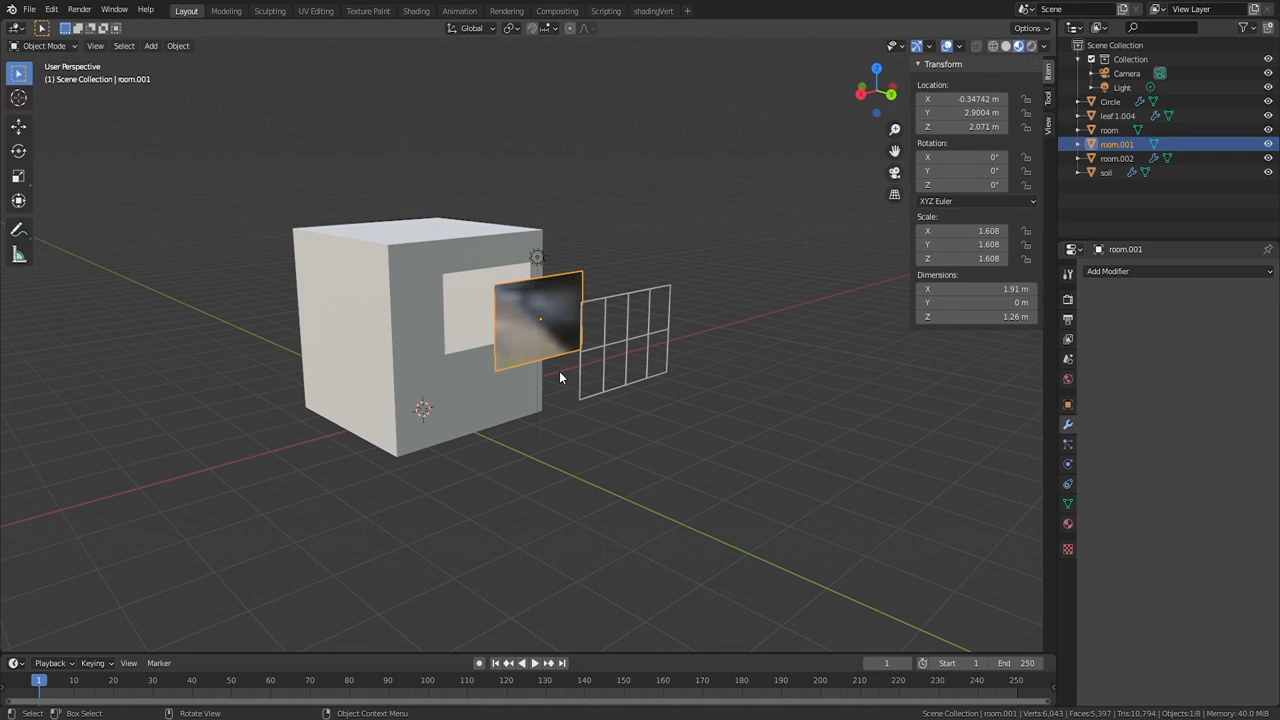 File Edit Render Window Help Layout Modeling Sculpting UV Editing Texture Paint Shading Animation Rendering Compositing Scripting shadingVert + Scene View Layer
Global Options
Object Mode View Select Add Object
User Perspective
(1) Scene Collection | room.001
Z
X
Y
Transform
Location:
X -0.34742 m
Y 2.9004 m
Z 2.071 m
Rotation:
X 0°
Y 0°
Z 0°
XYZ Euler
Scale:
X 1.608
Y 1.608
Z 1.608
Dimensions:
X 1.91 m
Y 0 m
Z 1.26 m
Item
Tool
View
Scene Collection
Collection
Camera
Light
Circle
leaf 1.004
room
room.001
room.002
soil
room.001
Add Modifier
Playback Keying View Marker 1 Start 1 End 250
1 10 20 30 40 50 60 70 80 90 100 110 120 130 140 150 160 170 180 190 200 210 220 230 240 250
Select Box Select Rotate View Object Context Menu Scene Collection | room.001 | Verts:6,043 | Faces:5,397 | Tris:10,794 | Objects:1/8 | Memory: 40.0 MiB